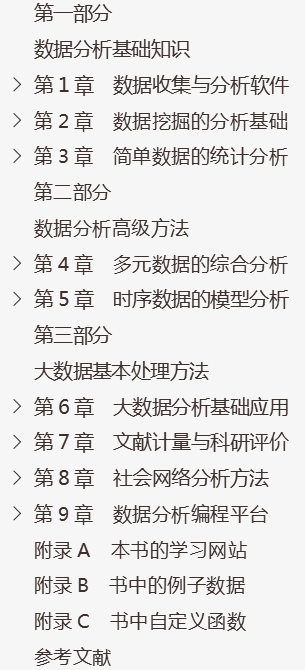 第一部分
数据分析基础知识
第1章 数据收集与分析软件
第2章 数据挖掘的分析基础
第3章 简单数据的统计分析
第二部分
数据分析高级方法
第4章 多元数据的综合分析
第5章 时序数据的模型分析
第三部分
大数据基本处理方法
第6章 大数据分析基础应用
第7章 文献计量与科研评价
第8章 社会网络分析方法
第9章 数据分析编程平台
附录A 本书的学习网站
附录B 书中的例子数据
附录C 书中自定义函数
参考文献